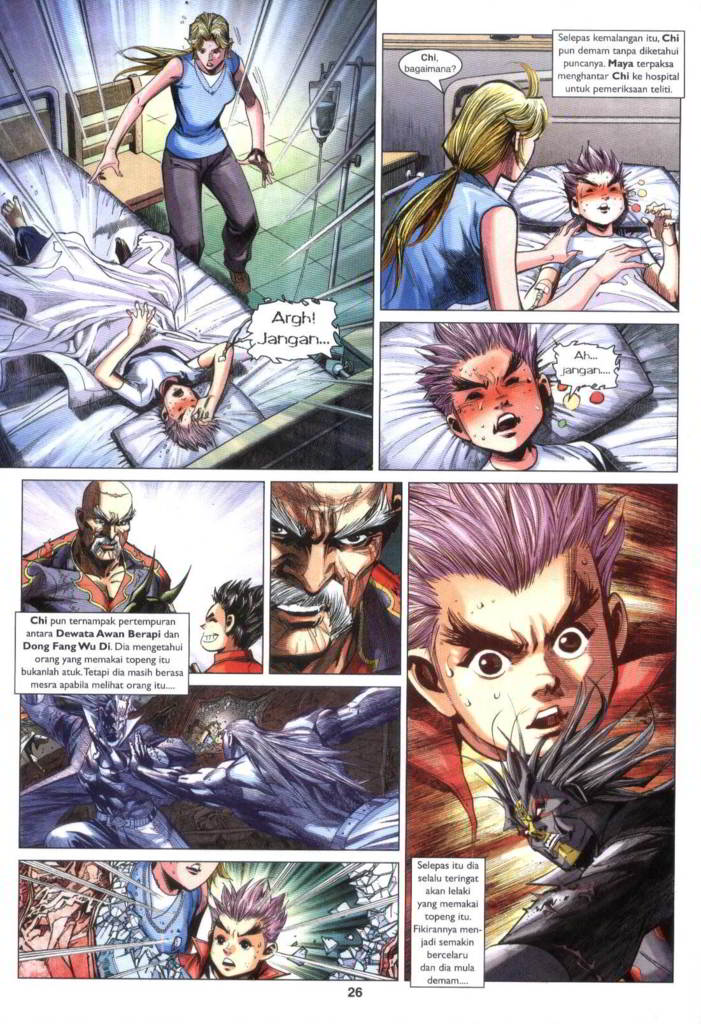 Argh!
Jangan...
Selepas kemalangan itu, Chi
pun demam tanpa diketahui
puncanya. Maya terpaksa
menghantar Chi ke hospital
untuk pemeriksaan teliti.
Chi,
bagaimana?
Ah...
jangan....
Chi pun ternampak pertempuran
antara Dewata Awan Berapi dan
Dong Fang Wu Di. Dia mengetahui
orang yang memakai topeng itu
bukanlah atuk. Tetapi dia masih berasa
mesra apabila melihat orang itu....
Selepas itu dia
selalu teringat
akan lelaki
yang memakai
topeng itu.
Fikirannya men-
jadi semakin
bercelaru
dan dia mula
demam....
26